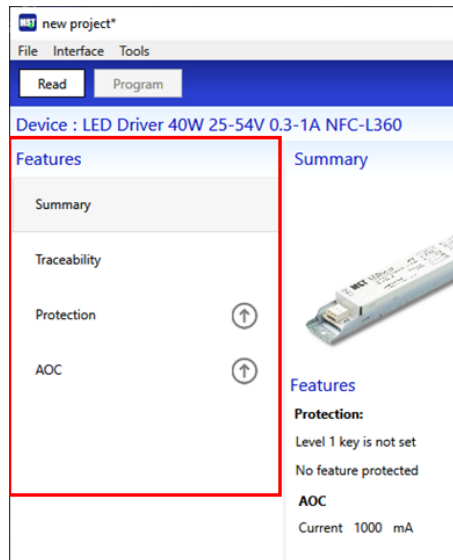 new project*
File Interface Tools
Read Program
Device : LED Driver 40W 25-54V 0.3-1A NFC-L360
Features
Summary
Traceability
Protection
AOC
Summary
Features
Protection:
Level 1 key is not set
No feature protected
AOC
Current 1000 mA